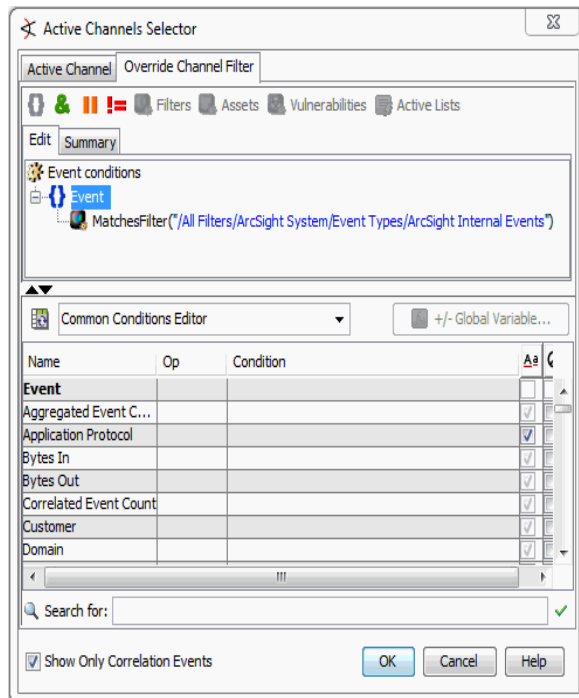 Active Channels Selector
Active Channel Override Channel Filter
{} & || != Filters Assets Vulnerabilities Active Lists
Edit Summary
Event conditions
{} Event
MatchesFilter("/All Filters/ArcSight System/Event Types/ArcSight Internal Events")
Common Conditions Editor +/- Global Variable...
Name Op Condition Aa
Event
Aggregated Event C...
Application Protocol
Bytes In
Bytes Out
Correlated Event Count
Customer
Domain
Search for:
Show Only Correlation Events OK Cancel Help